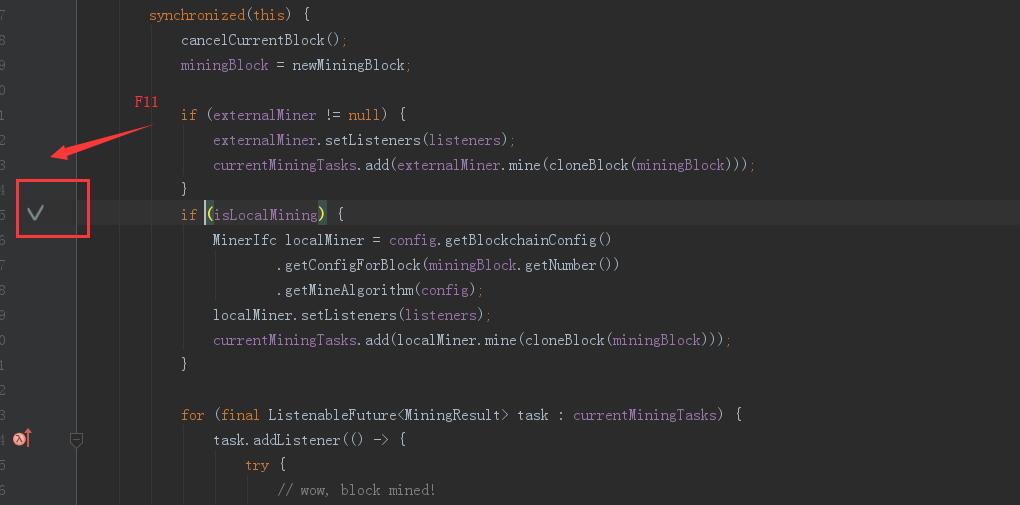 7 synchronized(this) {
8 cancelCurrentBlock();
9 miningBlock = newMiningBlock;
0
F11
1 if (externalMiner != null) {
2 externalMiner.setListeners(listeners);
3 currentMiningTasks.add(externalMiner.mine(cloneBlock(miningBlock)));
4 }
5 if (isLocalMining) {
6 MinerIfc localMiner = config.getBlockchainConfig()
7 .getConfigForBlock(miningBlock.getNumber())
8 .getMineAlgorithm(config);
9 localMiner.setListeners(listeners);
0 currentMiningTasks.add(localMiner.mine(cloneBlock(miningBlock)));
1 }
2
3 for (final ListenableFuture<MiningResult> task : currentMiningTasks) {
4 task.addListener(() -> {
5 try {
6 // wow, block mined!